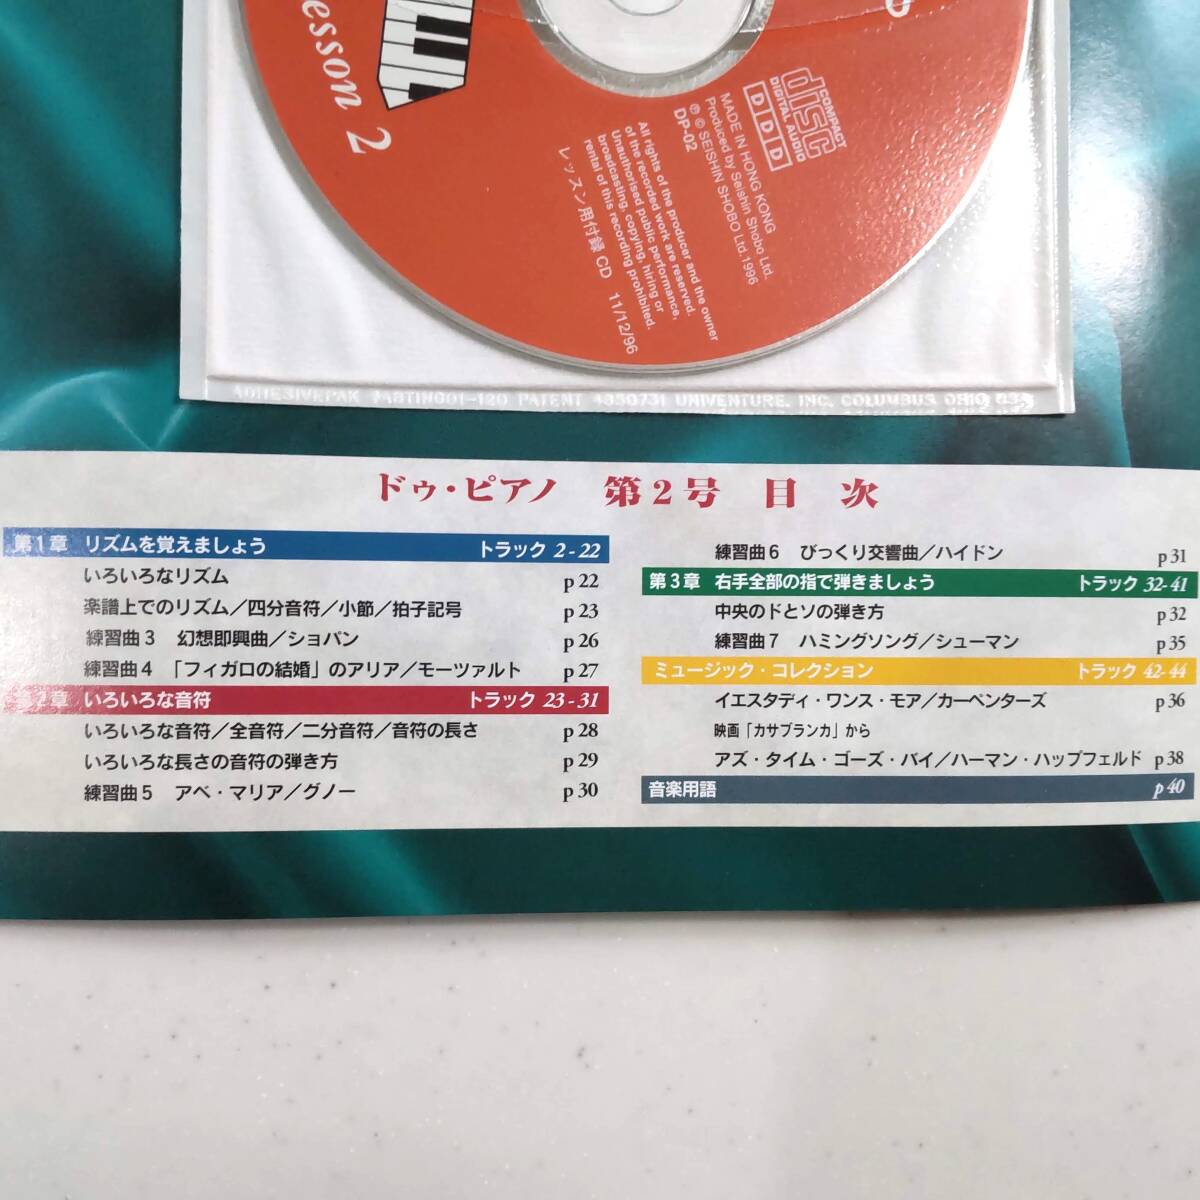 esson 2
COMPACT
disc
DIGITAL AUDIO
DDD
MADE IN HONG KONG
Produced by Seishin Shobo Ltd.
℗ © SEISHIN SHOBO Ltd.1996
DP-02
All rights of the producer and the owner
of the recorded work are reserved.
Unauthorised public performance,
broadcasting, copying, hiring or
rental of this recording prohibited.
レッスン用付録 CD 11/12/96
PATENT 4850731 UNIVENTURE, INC. COLUMBUS OHIO
ドゥ・ピアノ 第2号 目 次
第1章 リズムを覚えましょう トラック 2-22
いろいろなリズム p 22
楽譜上でのリズム／四分音符／小節／拍子記号 p 23
練習曲3 幻想即興曲／ショパン p 26
練習曲4 「フィガロの結婚」のアリア／モーツァルト p 27
第2章 いろいろな音符 トラック 23-31
いろいろな音符／全音符／二分音符／音符の長さ p 28
いろいろな長さの音符の弾き方 p 29
練習曲5 アベ・マリア／グノー p 30
練習曲6 びっくり交響曲／ハイドン p 31
第3章 右手全部の指で弾きましょう トラック 32-41
中央のドとソの弾き方 p 32
練習曲7 ハミングソング／シューマン p 35
ミュージック・コレクション トラック 42-44
イエスタディ・ワンス・モア／カーペンターズ p 36
映画「カサブランカ」から
アズ・タイム・ゴーズ・バイ／ハーマン・ハップフェルド p 38
音楽用語 p 40